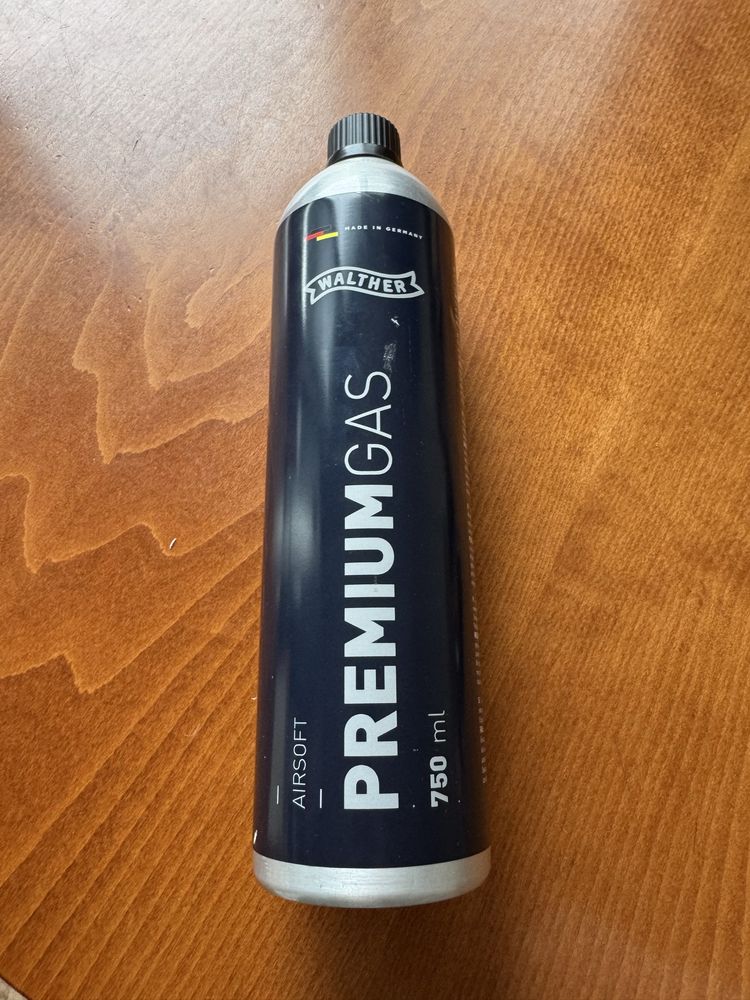 MADE IN GERMANY
WALTHER
PREMIUMGAS
AIRSOFT
750 ml